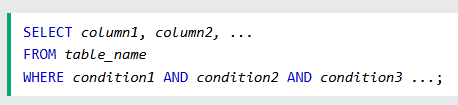 SELECT column1, column2, ...
FROM table_name
WHERE condition1 AND condition2 AND condition3 ...;